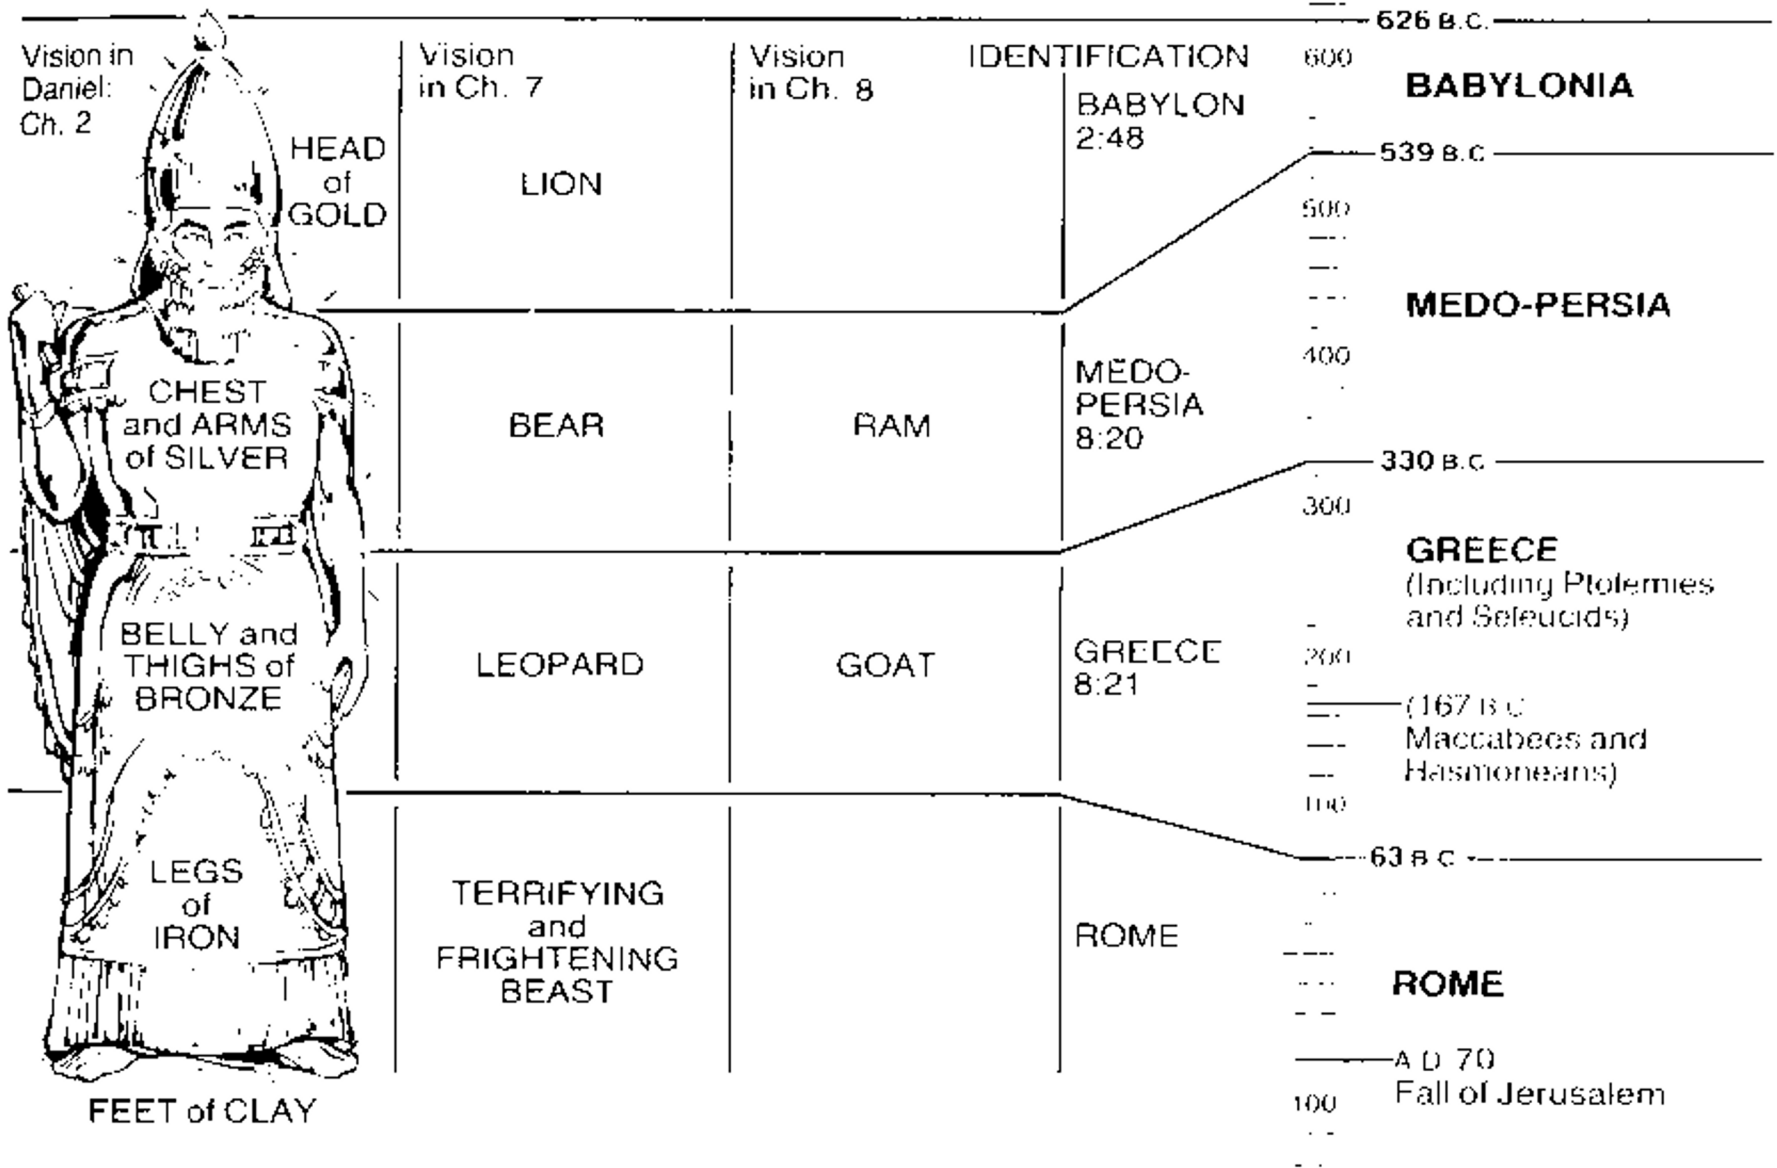 Vision in
Daniel:
Ch. 2
HEAD
of
GOLD
CHEST
and ARMS
of SILVER
BELLY and
THIGHS of
BRONZE
LEGS
of
IRON
FEET of CLAY
Vision
in Ch. 7
LION
BEAR
LEOPARD
TERRIFYING
and
FRIGHTENING
BEAST
Vision
in Ch. 8
RAM
GOAT
IDENTIFICATION
BABYLON
2:48
MEDO-
PERSIA
8:20
GREECE
8:21
ROME
626 B.C.
600
BABYLONIA
539 B.C
500
MEDO-PERSIA
400
330 B.C
300
GREECE
(Including Ptolemies
and Seleucids)
200
(167 B C
Maccabees and
Hasmoneans)
100
63 B C
ROME
A D 70
Fall of Jerusalem
100